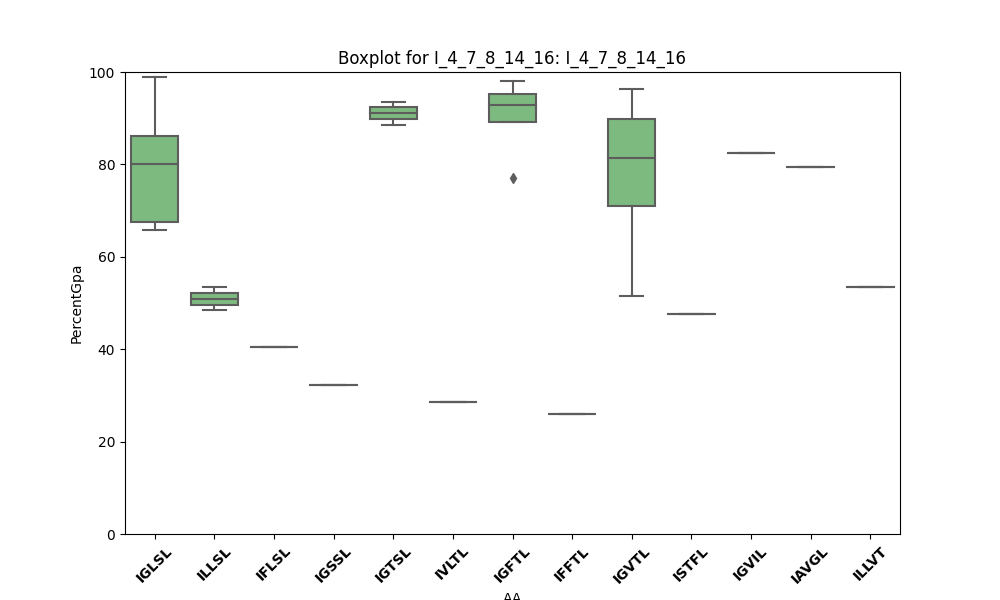 Boxplot for I_4_7_8_14_16: I_4_7_8_14_16
100
80
60
40
20
0
PercentGpa
IGLSL
ILLSL
IFLSL
IGSSL
IGTSL
IVLTL
IGFTL
IFFTL
IGVTL
ISTFL
IGVIL
IAVGL
ILLVT
AA